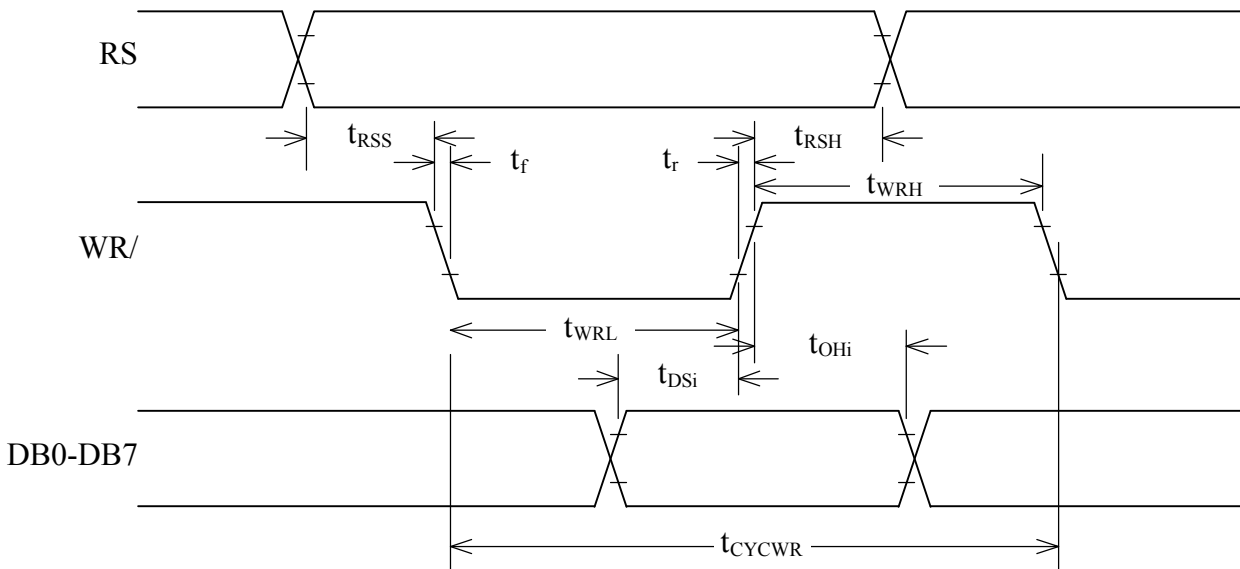 RS
tRSS
tf
tr
tRSH
tWRH
WR/
tWRL
tOHi
tDSi
DB0-DB7
tCYCWR